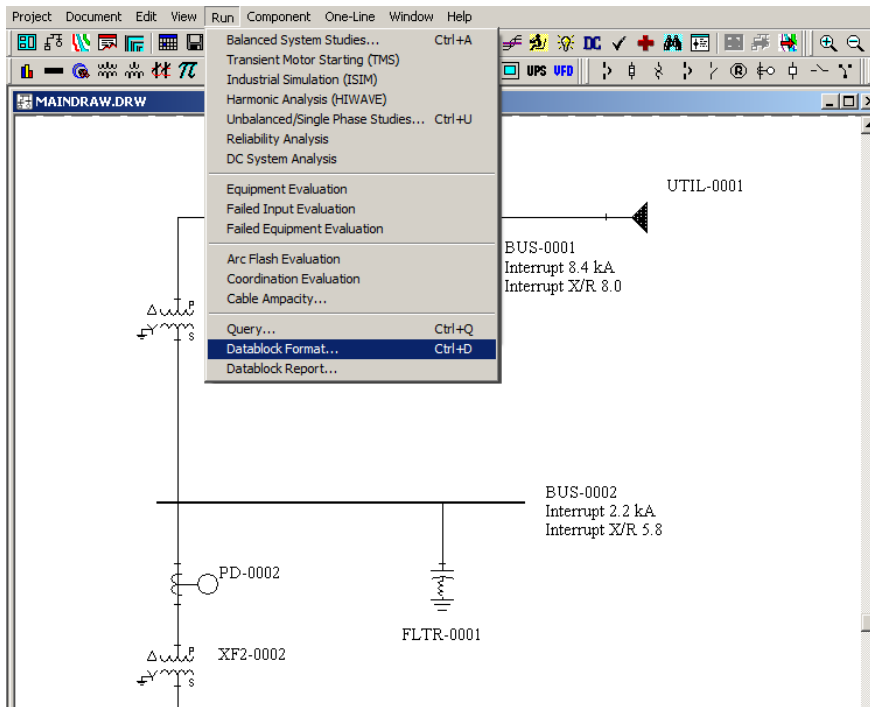 Project Document Edit View Run Component One-Line Window Help
DC
UPS VFD R
MAINDRAW.DRW
Balanced System Studies... Ctrl+A
Transient Motor Starting (TMS)
Industrial Simulation (ISIM)
Harmonic Analysis (HIWAVE)
Unbalanced/Single Phase Studies... Ctrl+U
Reliability Analysis
DC System Analysis
Equipment Evaluation
Failed Input Evaluation
Failed Equipment Evaluation
Arc Flash Evaluation
Coordination Evaluation
Cable Ampacity...
Query... Ctrl+Q
Datablock Format... Ctrl+D
Datablock Report...
UTIL-0001
BUS-0001
Interrupt 8.4 kA
Interrupt X/R 8.0
P
S
BUS-0002
Interrupt 2.2 kA
Interrupt X/R 5.8
PD-0002
FLTR-0001
P
XF2-0002
S